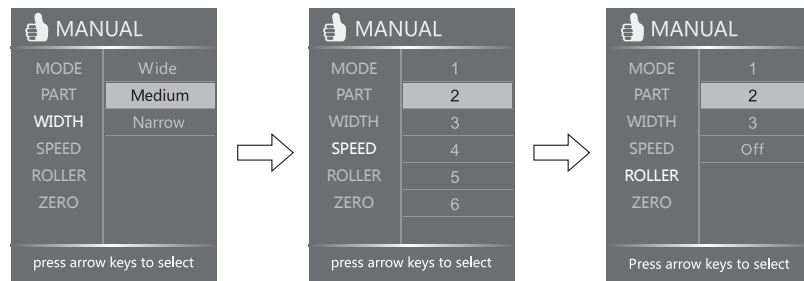 MANUAL
MODE Wide
PART Medium
WIDTH Narrow
SPEED
ROLLER
ZERO
press arrow keys to select
MANUAL
MODE 1
PART 2
WIDTH 3
SPEED 4
ROLLER 5
ZERO 6
press arrow keys to select
MANUAL
MODE 1
PART 2
WIDTH 3
SPEED Off
ROLLER
ZERO
Press arrow keys to select